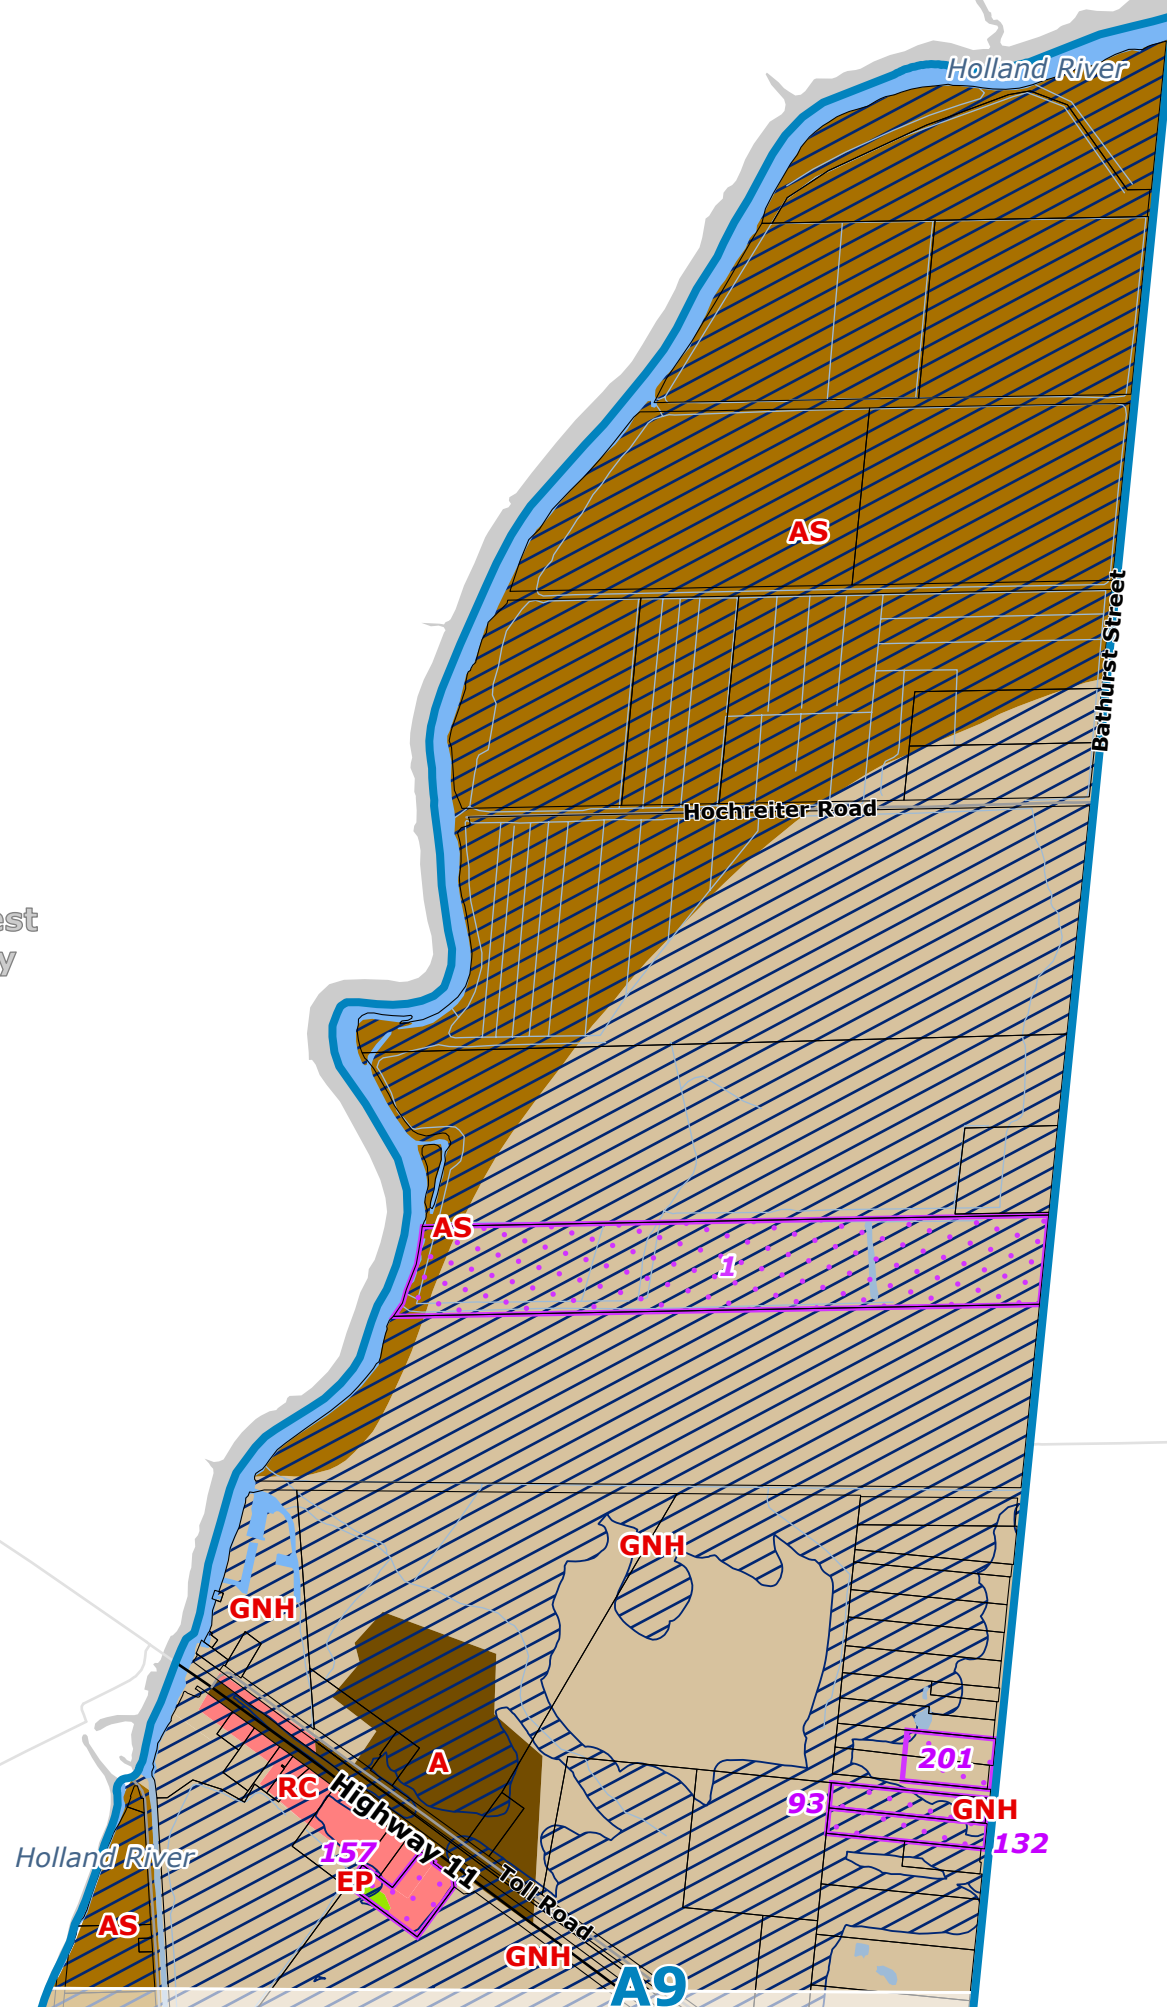 Holland River
AS
Bathurst Street
Hochreiter Road
est
y
AS
1
GNH
GNH
A
201
RC
Highway 11
93
GNH
132
157
EP
Toll Road
Holland River
AS
GNH
A9